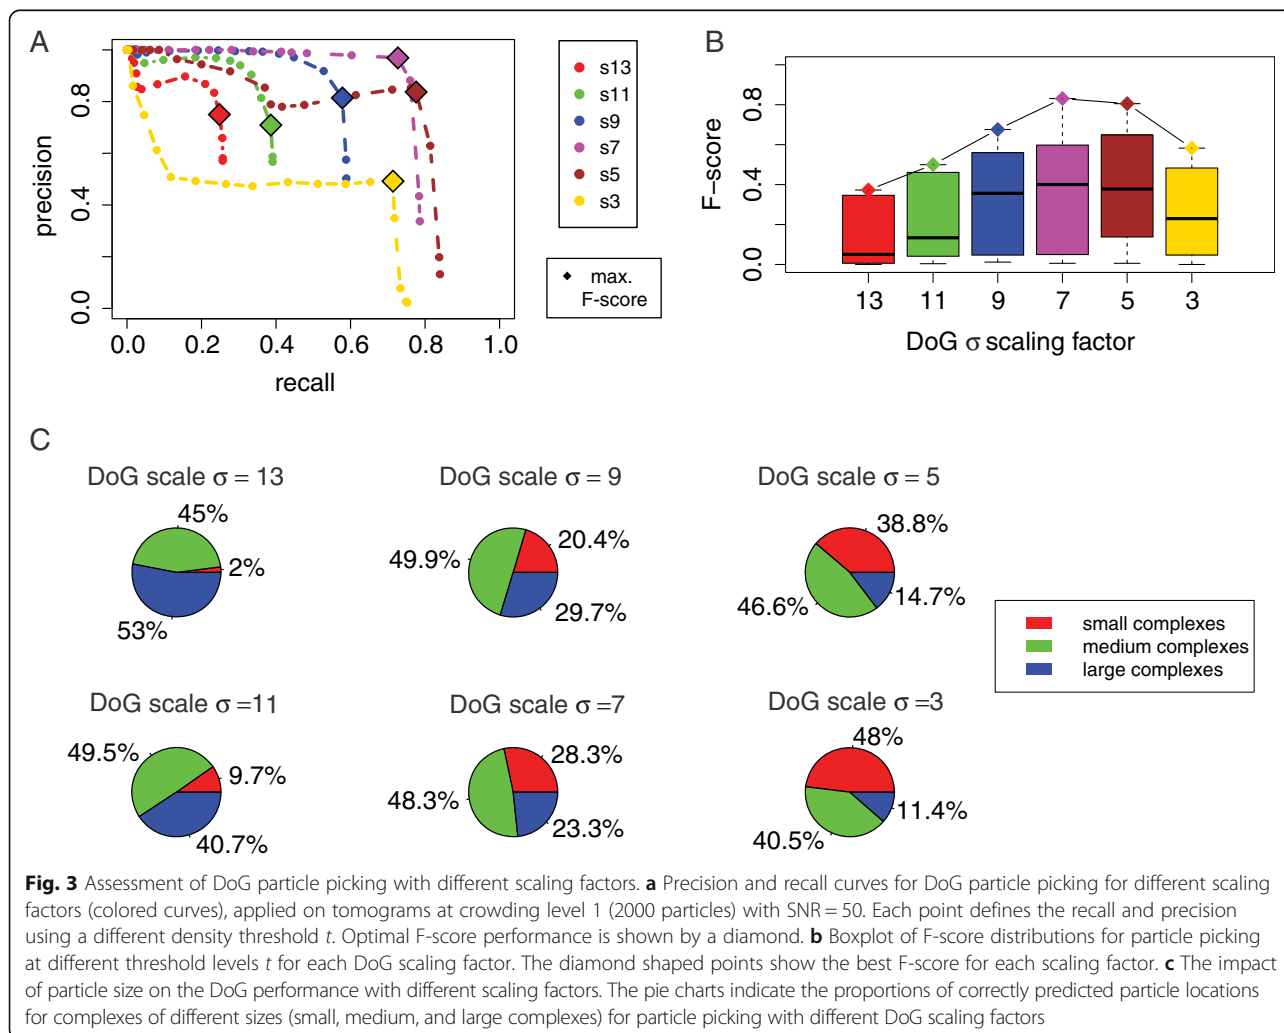 A
precision
0.0
0.4
0.8
0.0 0.2 0.4 0.6 0.8 1.0
recall
s13
s11
s9
s7
s5
s3
max.
F-score
B
F-score
0.0
0.4
0.8
13 11 9 7 5 3
DoG σ scaling factor
C
DoG scale σ = 13
45%
2%
53%
DoG scale σ = 9
49.9%
20.4%
29.7%
DoG scale σ = 5
38.8%
46.6%
14.7%
small complexes
medium complexes
large complexes
DoG scale σ =11
49.5%
9.7%
40.7%
DoG scale σ =7
28.3%
48.3%
23.3%
DoG scale σ =3
48%
40.5%
11.4%
Fig. 3 Assessment of DoG particle picking with different scaling factors. a Precision and recall curves for DoG particle picking for different scaling
factors (colored curves), applied on tomograms at crowding level 1 (2000 particles) with SNR = 50. Each point defines the recall and precision
using a different density threshold t. Optimal F-score performance is shown by a diamond. b Boxplot of F-score distributions for particle picking
at different threshold levels t for each DoG scaling factor. The diamond shaped points show the best F-score for each scaling factor. c The impact
of particle size on the DoG performance with different scaling factors. The pie charts indicate the proportions of correctly predicted particle locations
for complexes of different sizes (small, medium, and large complexes) for particle picking with different DoG scaling factors